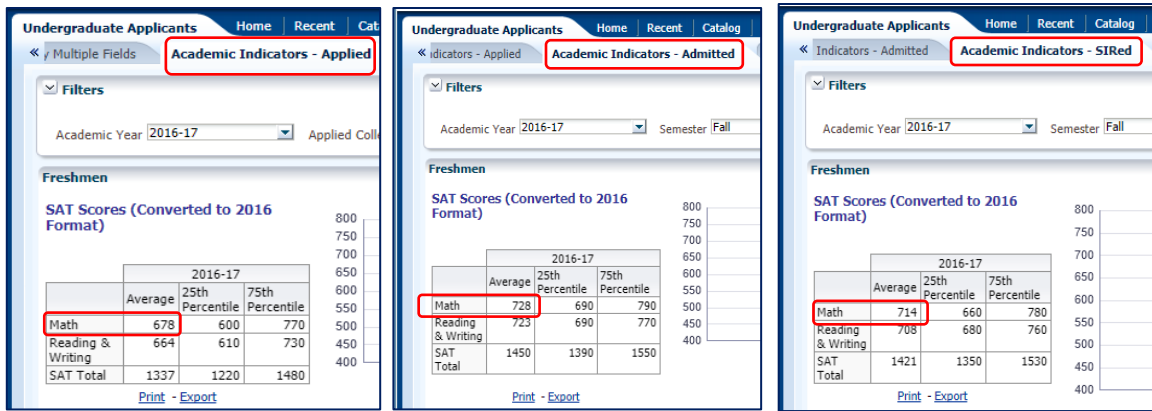 Undergraduate Applicants Home Recent Cat
« y Multiple Fields Academic Indicators - Applied
Filters
Academic Year 2016-17 Applied Colle
Freshmen
SAT Scores (Converted to 2016
Format)
800
750
700
650
600
550
500
450
400
2016-17
Average 25th Percentile 75th Percentile
Math 678 600 770
Reading & Writing 664 610 730
SAT Total 1337 1220 1480
Print - Export
Undergraduate Applicants Home Recent Catalog
« ndicators - Applied Academic Indicators - Admitted
Filters
Academic Year 2016-17 Semester Fall
Freshmen
SAT Scores (Converted to 2016
Format)
800
750
700
650
600
550
500
450
400
2016-17
Average 25th Percentile 75th Percentile
Math 728 690 790
Reading & Writing 723 690 770
SAT Total 1450 1390 1550
Print - Export
Undergraduate Applicants Home Recent Catalog
« Indicators - Admitted Academic Indicators - SIRed
Filters
Academic Year 2016-17 Semester Fall
Freshmen
SAT Scores (Converted to 2016
Format)
800
750
700
650
600
550
500
450
400
2016-17
Average 25th Percentile 75th Percentile
Math 714 660 780
Reading & Writing 708 680 760
SAT Total 1421 1350 1530
Print - Export